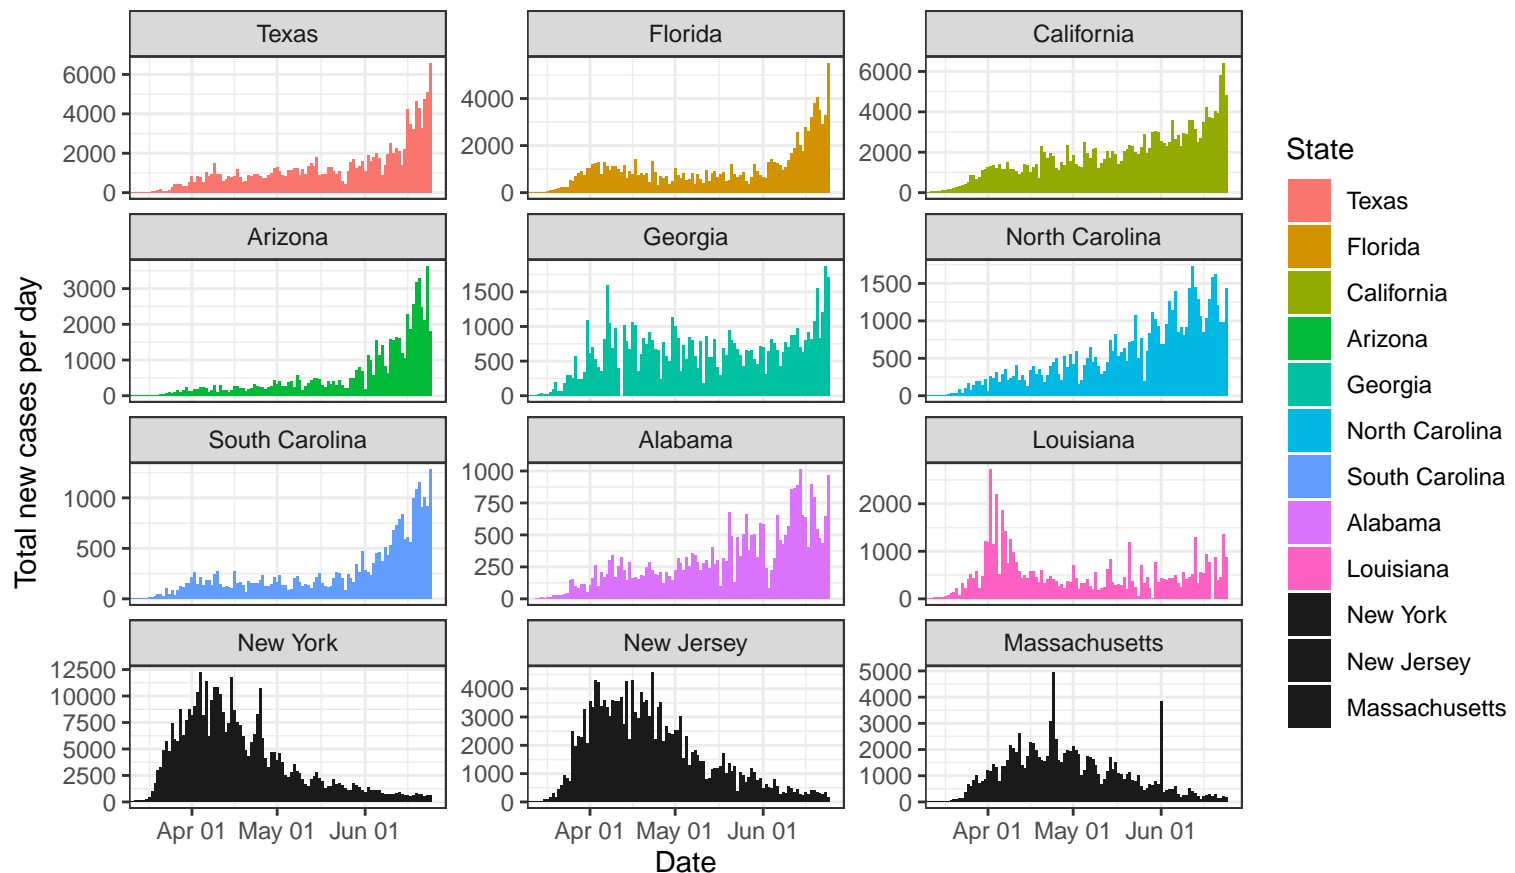 Texas
Florida
California
6000
4000
2000
0
4000
2000
0
6000
4000
2000
0
Arizona
Georgia
North Carolina
3000
2000
1000
0
1500
1000
500
0
1500
1000
500
0
South Carolina
Alabama
Louisiana
1000
500
0
1000
750
500
250
0
2000
1000
0
New York
New Jersey
Massachusetts
12500
10000
7500
5000
2500
0
4000
3000
2000
1000
0
5000
4000
3000
2000
1000
0
Apr 01 May 01 Jun 01
Apr 01 May 01 Jun 01
Apr 01 May 01 Jun 01
Date
Total new cases per day
State
Texas
Florida
California
Arizona
Georgia
North Carolina
South Carolina
Alabama
Louisiana
New York
New Jersey
Massachusetts